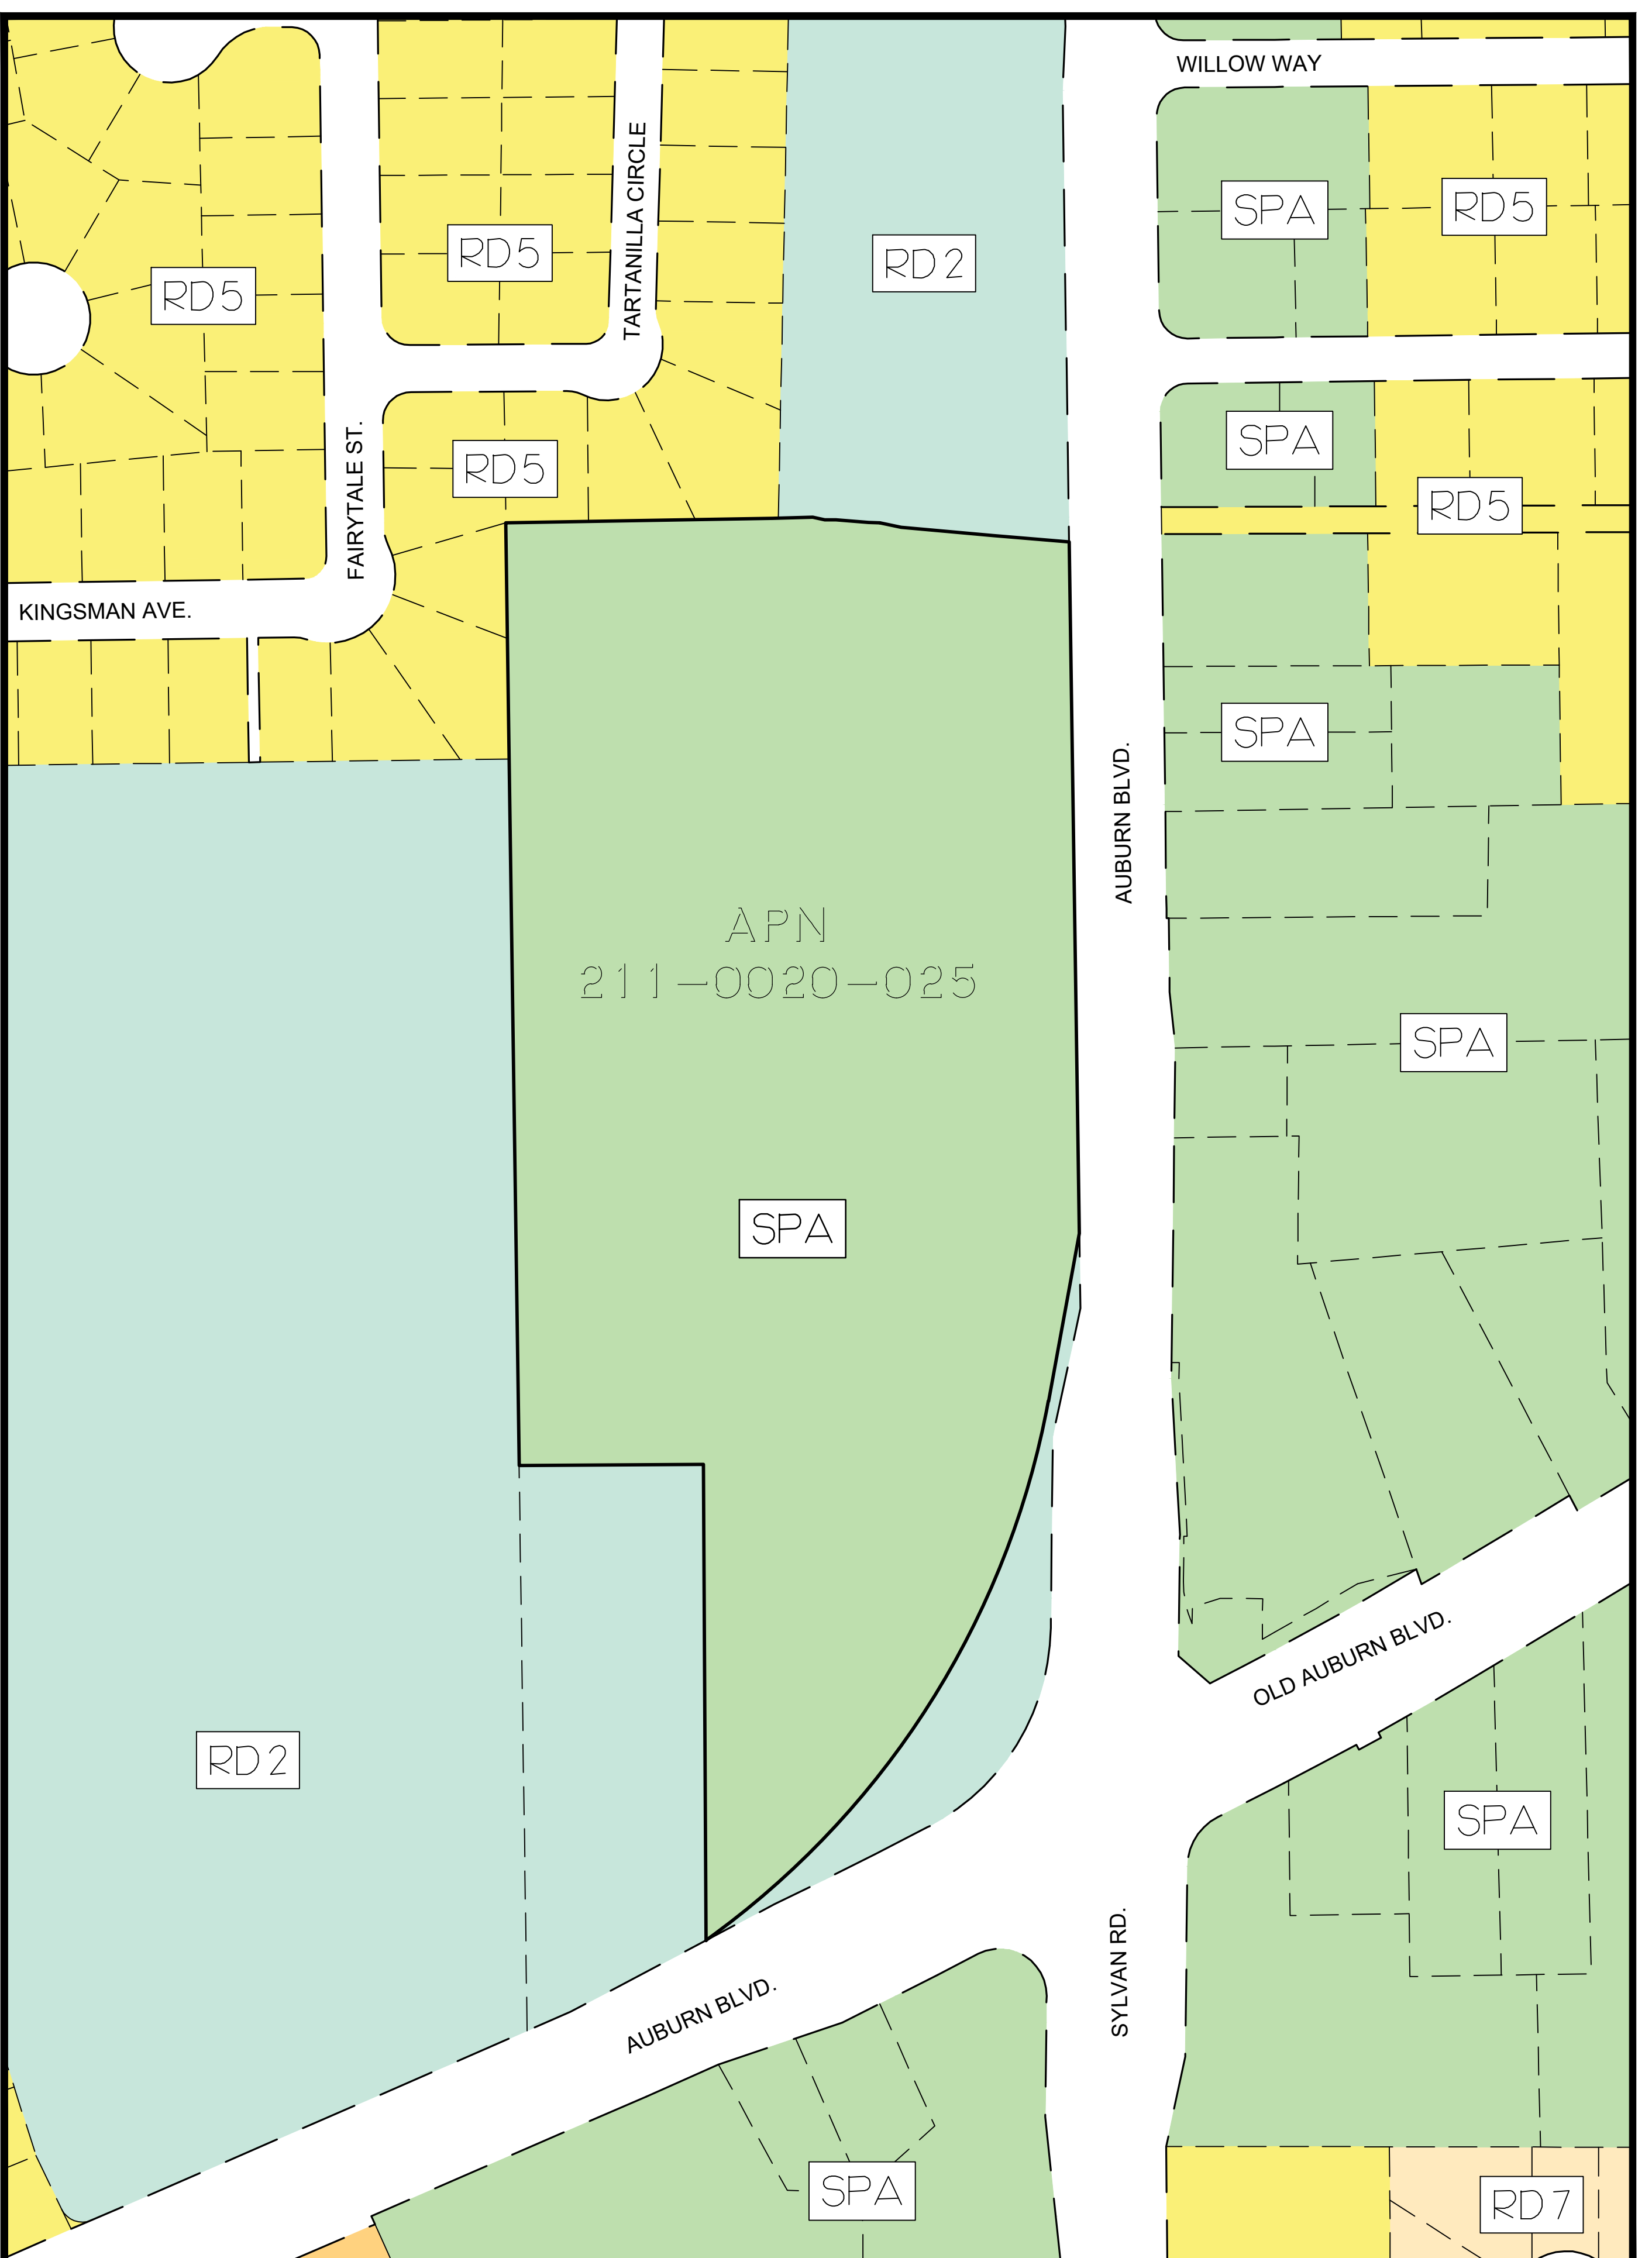 WILLOW WAY
TARTANILLA CIRCLE
SPA
RD5
RD5
RD2
RD5
FAIRYTALE ST.
SPA
RD5
RD5
KINGSMAN AVE.
SPA
AUBURN BLVD.
APN
211-0020-025
SPA
SPA
OLD AUBURN BLVD.
RD2
SPA
SYLVAN RD.
AUBURN BLVD.
SPA
RD7